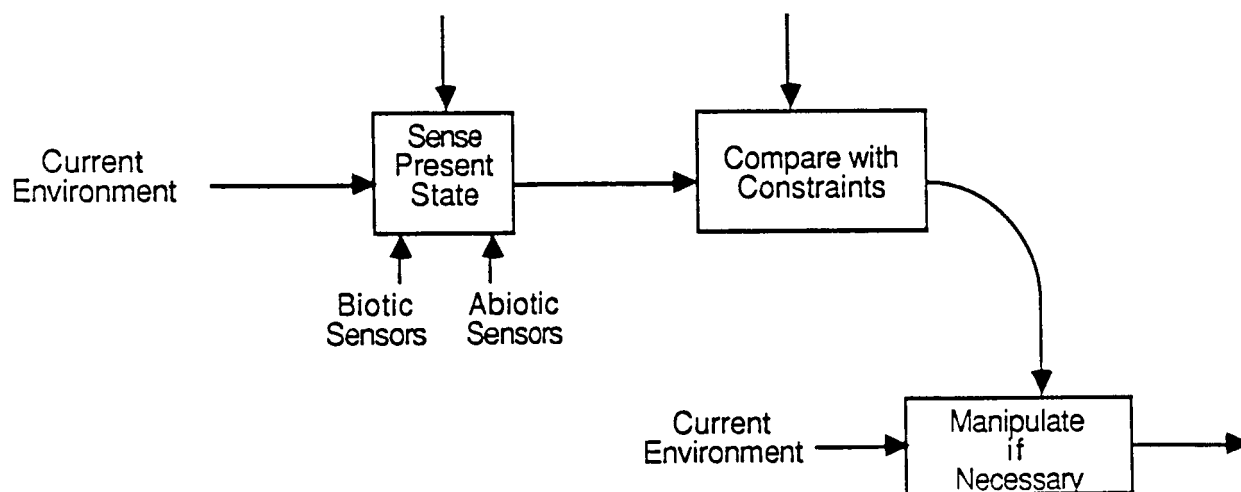 Sense
Present
State
Current
Environment
Compare with
Constraints
Biotic
Sensors
Abiotic
Sensors
Current
Environment
Manipulate
if
Necessary